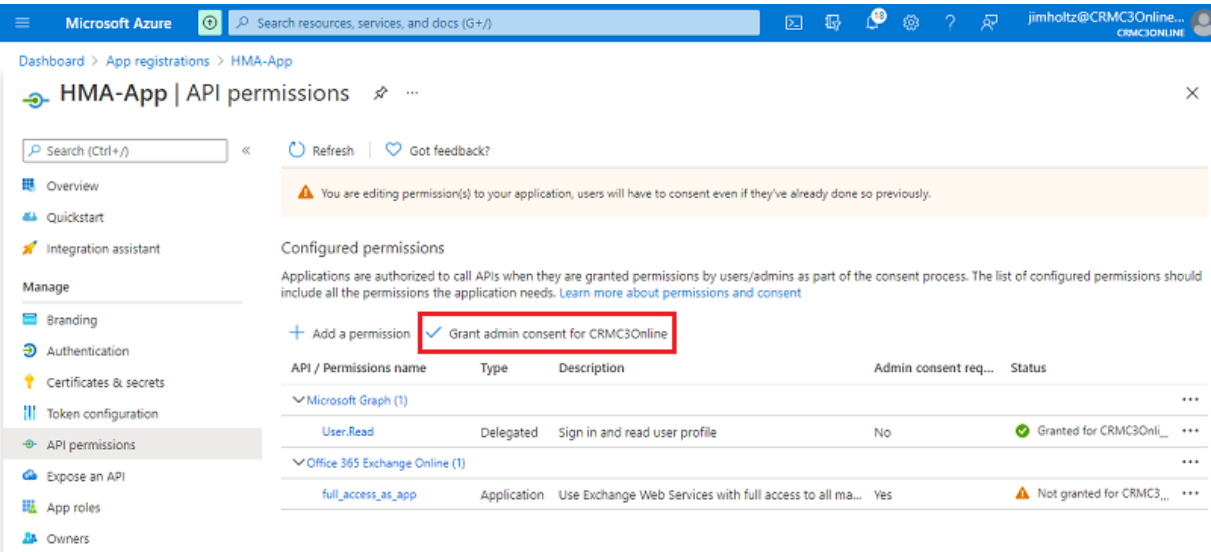 Microsoft Azure
Search resources, services, and docs (G+/)
18
jimholtz@CRMC3Online...
CRMC3ONLINE
Dashboard > App registrations > HMA-App
HMA-App | API permissions
Search (Ctrl+/)
Refresh
Got feedback?
You are editing permission(s) to your application, users will have to consent even if they've already done so previously.
Overview
Quickstart
Integration assistant
Manage
Branding
Authentication
Certificates & secrets
Token configuration
API permissions
Expose an API
App roles
Owners
Configured permissions
Applications are authorized to call APIs when they are granted permissions by users/admins as part of the consent process. The list of configured permissions should
include all the permissions the application needs. Learn more about permissions and consent
Add a permission
Grant admin consent for CRMC3Online
API / Permissions name Type Description Admin consent req... Status
Microsoft Graph (1)
User.Read Delegated Sign in and read user profile No Granted for CRMC3Onli...
Office 365 Exchange Online (1)
full_access_as_app Application Use Exchange Web Services with full access to all ma... Yes Not granted for CRMC3...